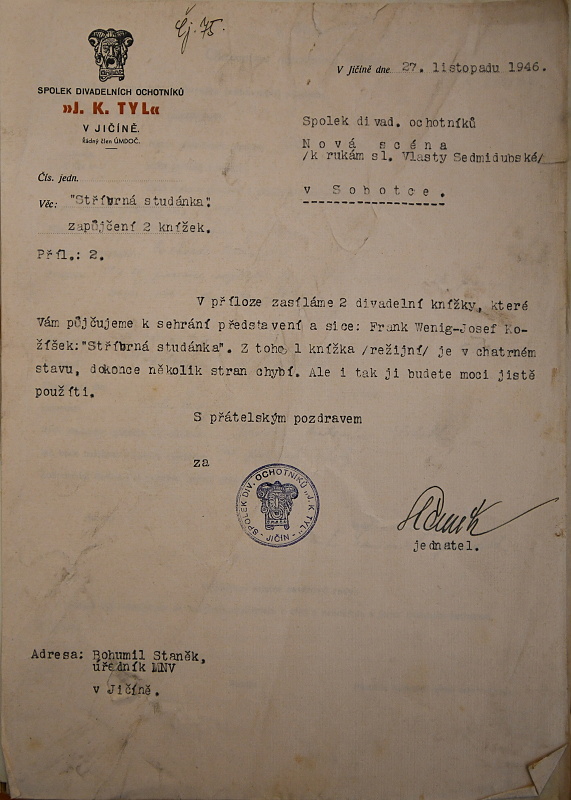 Čj. 75.
SPOLEK DIVADELNÍCH OCHOTNÍKŮ
»J. K. TYL«
V JIČÍNĚ.
Řádný člen ÚMDOČ.
V Jičíně dne 27. listopadu 1946.
Spolek divad. ochotníků
Nová scéna
/k rukám sl. Vlasty Sedmidubské/
v Sobotce.
Čís. jedn.
Věc: "Stříbrná studánka".
zapůjčení 2 knížek.
Příl.: 2.
V příloze zasíláme 2 divadelní knížky, které
Vám půjčujeme k sehrání představení a sice: Frank Wenig-Josef Ko-
žíšek:"Stříbrná studánka". Z toho 1 knížka /režijní/ je v chatrném
stavu, dokonce několik stran chybí. Ale i tak ji budete moci jistě
použíti.
S přátelským pozdravem
za
SPOLEK DIV. OCHOTNÍKŮ „J. K. TYL" - JIČÍN -
jednatel.
Adresa: Bohumil Staněk,
úředník MNV
v Jičíně.